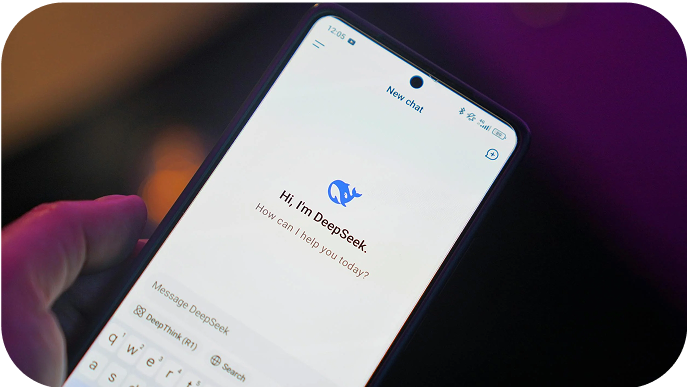 12:05
New chat
Hi, I'm DeepSeek.
How can I help you today?
Message DeepSeek
DeepThink (R1)
Search
q w e r t
a s d